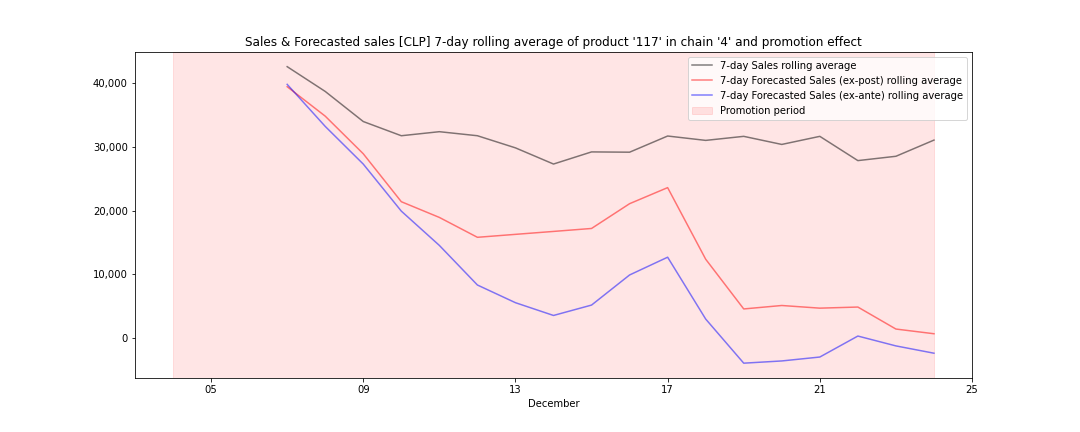 Sales & Forecasted sales [CLP] 7-day rolling average of product '117' in chain '4' and promotion effect
7-day Sales rolling average
7-day Forecasted Sales (ex-post) rolling average
7-day Forecasted Sales (ex-ante) rolling average
Promotion period
40,000
30,000
20,000
10,000
0
05 09 13 17 21 25
December